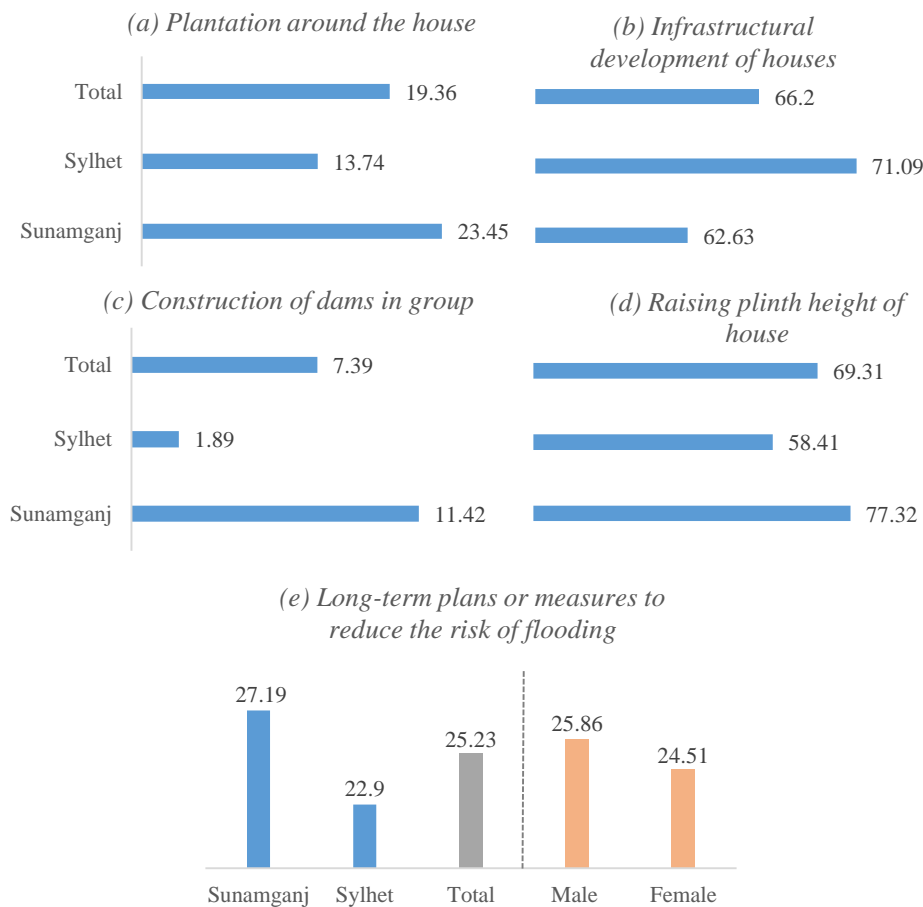 (a) Plantation around the house
Total 19.36
Sylhet 13.74
Sunamganj 23.45
(b) Infrastructural
development of houses
66.2
71.09
62.63
(c) Construction of dams in group
Total 7.39
Sylhet 1.89
Sunamganj 11.42
(d) Raising plinth height of
house
69.31
58.41
77.32
(e) Long-term plans or measures to
reduce the risk of flooding
27.19 22.9 25.23 25.86 24.51
Sunamganj Sylhet Total Male Female